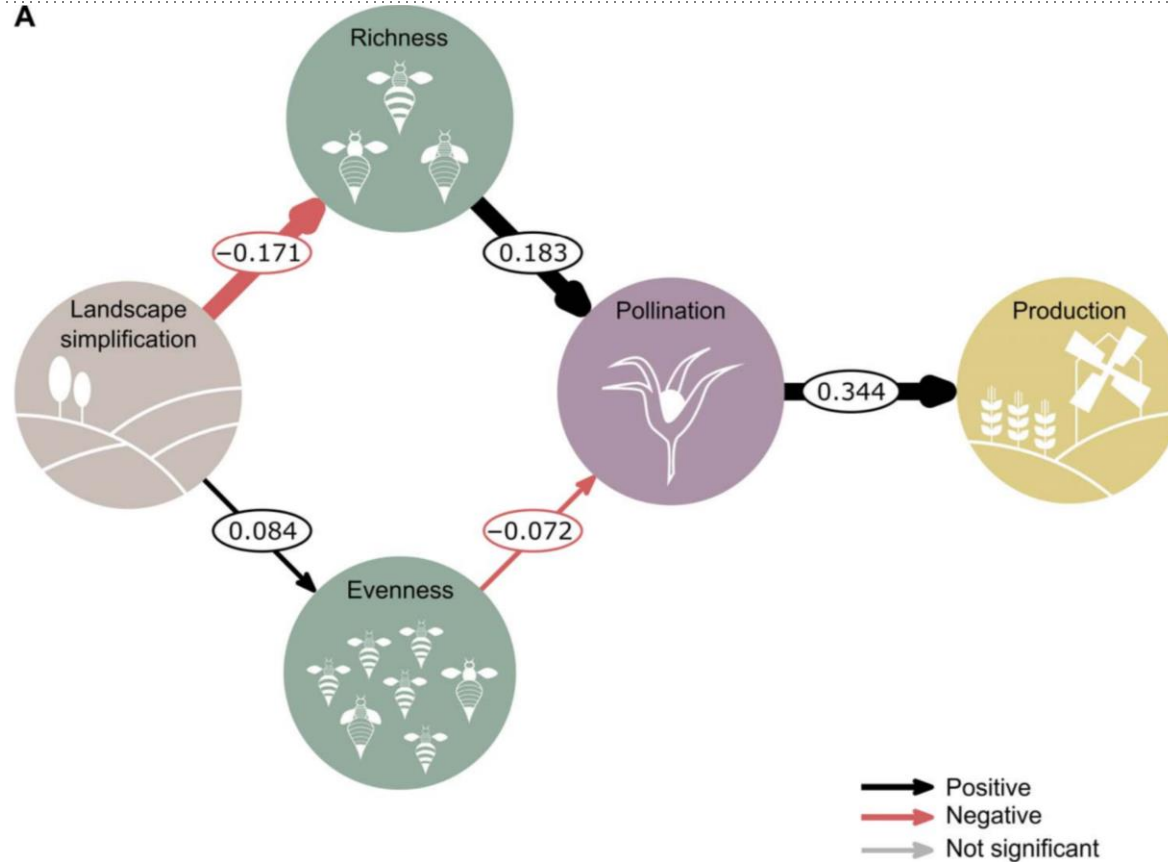 A
Richness
−0.171
0.183
Landscape
simplification
Pollination
Production
0.344
0.084
−0.072
Evenness
Positive
Negative
Not significant